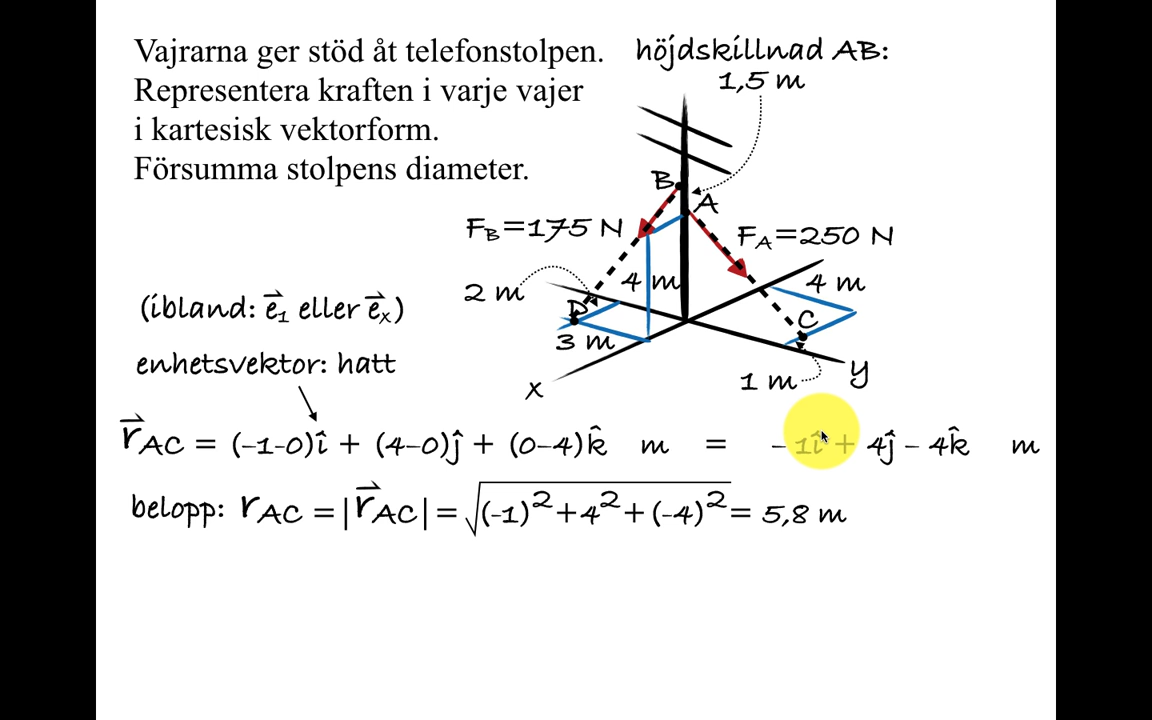 Vajrarna ger stöd åt telefonstolpen.
Representera kraften i varje vajer
i kartesisk vektorform.
Försumma stolpens diameter.
höjdskillnad AB:
1,5 m
B
A
F_B=175 N
F_A=250 N
2 m
4 m
4 m
D
C
3 m
1 m
y
x
(ibland: e⃗₁ eller e⃗ₓ)
enhetsvektor: hatt
r⃗_AC = (-1-0)î + (4-0)ĵ + (0-4)k̂ m = -1î + 4ĵ - 4k̂ m
belopp: r_AC = |r⃗_AC| = √((-1)² + 4² + (-4)²) = 5,8 m